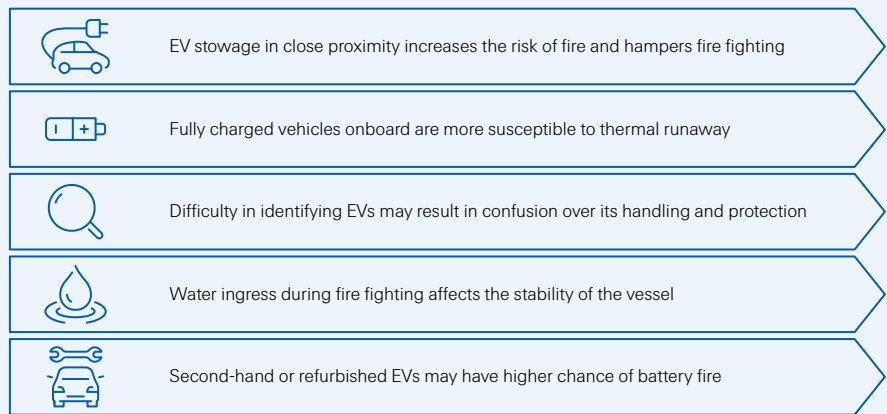 EV stowage in close proximity increases the risk of fire and hampers fire fighting
Fully charged vehicles onboard are more susceptible to thermal runaway
Difficulty in identifying EVs may result in confusion over its handling and protection
Water ingress during fire fighting affects the stability of the vessel
Second-hand or refurbished EVs may have higher chance of battery fire